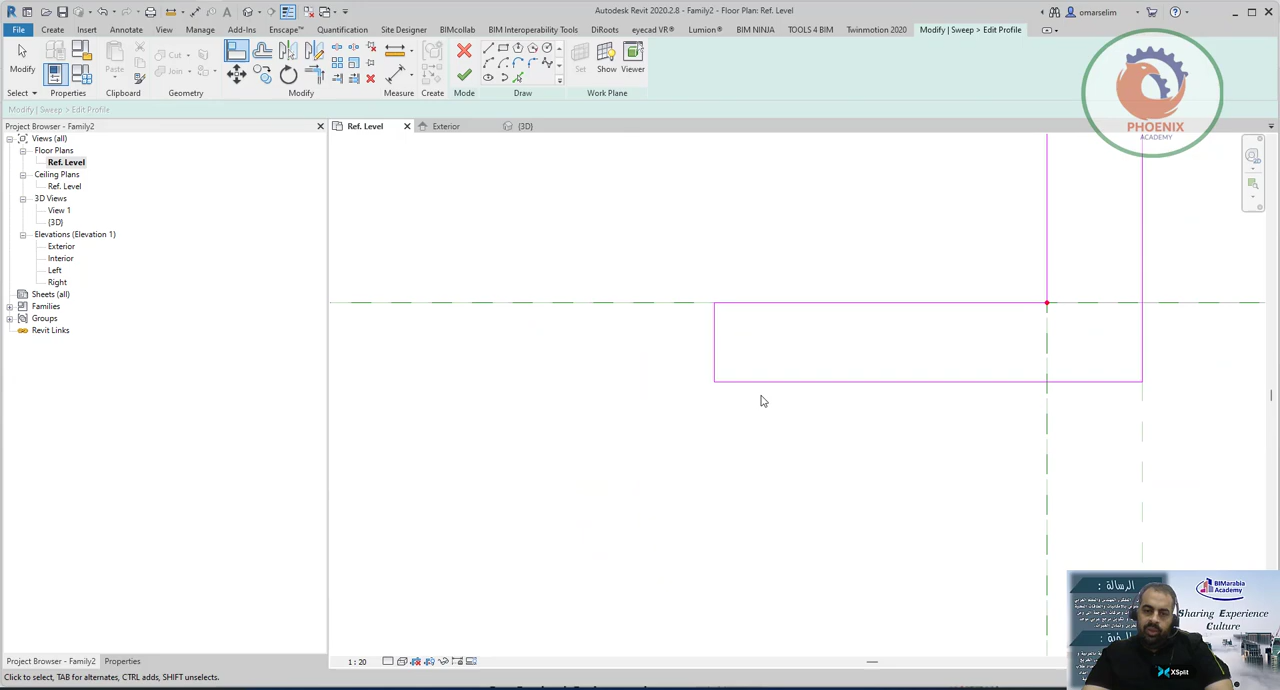 Autodesk Revit 2020.2.8 - Family2 - Floor Plan: Ref. Level
omarselim
File Create Insert Annotate View Manage Add-Ins Enscape™ Quantification Site Designer BIMcollab BIM Interoperability Tools DiRoots eyecad VR® Lumion® BIM NINJA TOOLS 4 BIM Twinmotion 2020 Modify | Sweep > Edit Profile
Modify Paste Cut Join Set Show Viewer
Select Properties Clipboard Geometry Modify Measure Create Mode Draw Work Plane
Modify | Sweep > Edit Profile
PHOENIX
ACADEMY
Project Browser - Family2
Ref. Level Exterior {3D}
Views (all)
Floor Plans
Ref. Level
Ceiling Plans
Ref. Level
3D Views
View 1
{3D}
Elevations (Elevation 1)
Exterior
Interior
Left
Right
Sheets (all)
Families
Groups
Revit Links
الرسالة :
BIMarabia
Academy
Sharing Experience
Culture
XSplit
1 : 20
Project Browser - Family2 Properties
Click to select, TAB for alternates, CTRL adds, SHIFT unselects.